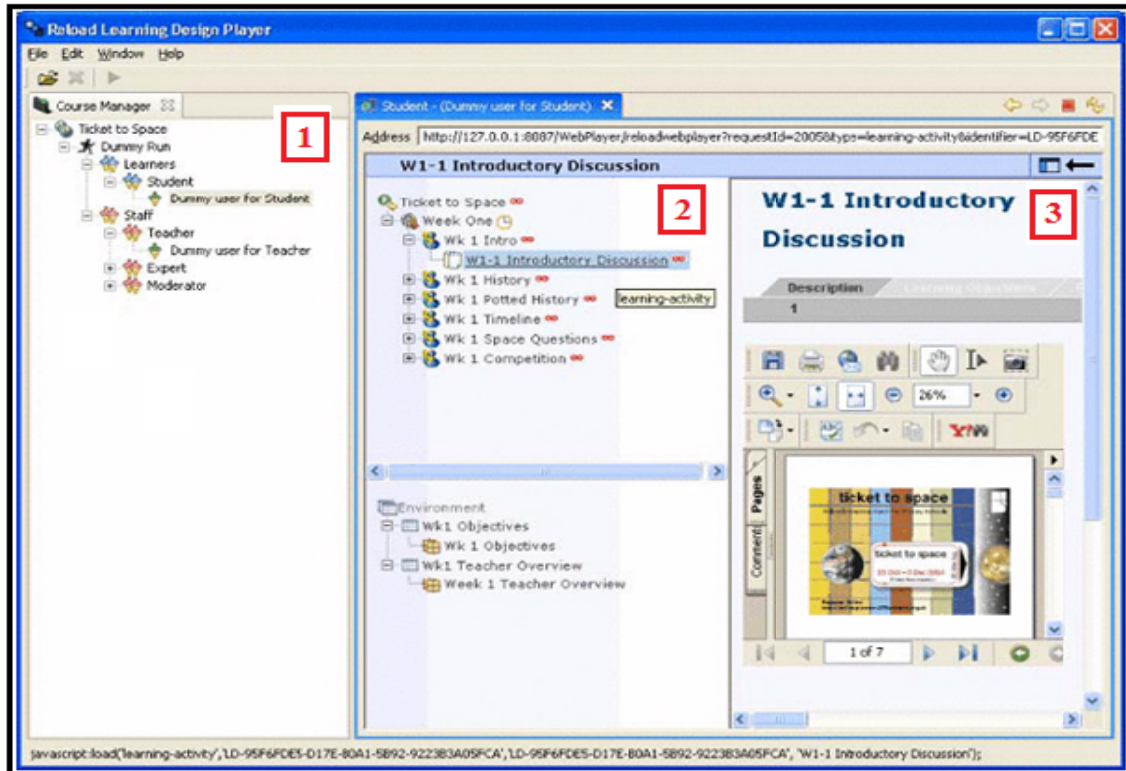 Reload Learning Design Player
File Edit Window Help
Course Manager
1
Ticket to Space
Dummy Run
Learners
Student
Dummy user for Student
Staff
Teacher
Dummy user for Teacher
Expert
Moderator
Student - (Dummy user for Student)
Address http://127.0.0.1:8087/WebPlayer/reloadwebplayer?requestId=2005&type=learning-activity&identifier=LD-95F6FDE
W1-1 Introductory Discussion
2
Ticket to Space
Week One
Wk 1 Intro
W1-1 Introductory Discussion
Wk 1 History
Wk 1 Potted History
learning-activity
Wk 1 Timeline
Wk 1 Space Questions
Wk 1 Competition
Environment
Wk1 Objectives
Wk 1 Objectives
Wk1 Teacher Overview
Week 1 Teacher Overview
3
W1-1 Introductory
Discussion
Description Learning Objectives
1
26%
Pages
Comments
ticket to space
ticket to space
1 of 7
javascript:load('learning-activity','LD-95F6FDE5-D17E-80A1-5B92-9223B3A05FCA','LD-95F6FDE5-D17E-80A1-5B92-9223B3A05FCA', 'W1-1 Introductory Discussion');